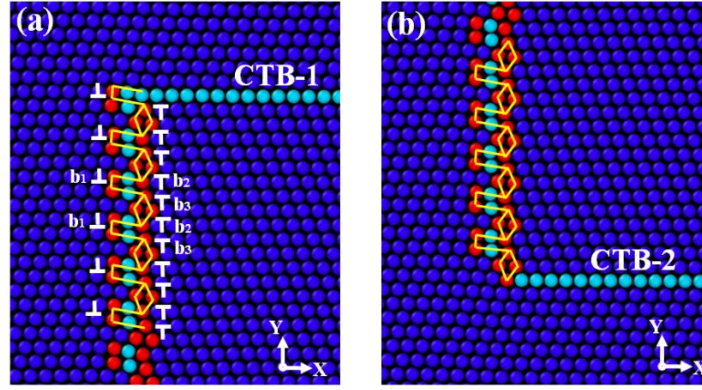 (a)
CTB-1
b₁ b₂
b₃
b₁ b₂
b₃
Y
X
(b)
CTB-2
Y
X